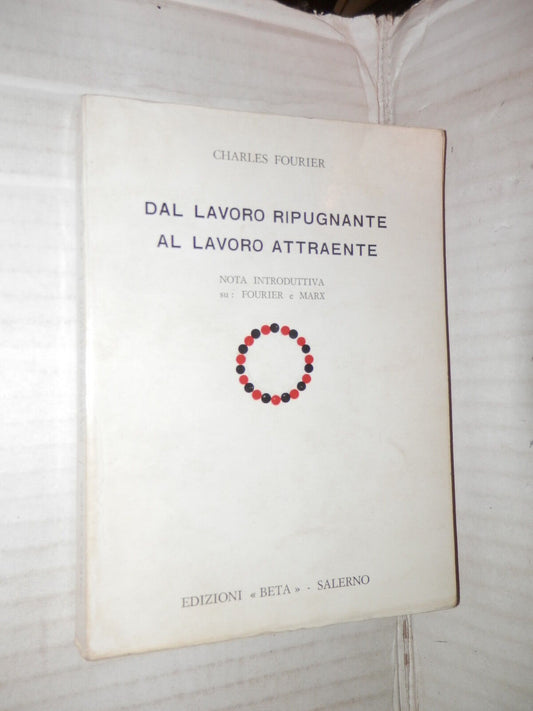 CHARLES FOURIER
DAL LAVORO RIPUGNANTE
AL LAVORO ATTRAENTE
NOTA INTRODUTTIVA
su : FOURIER e MARX
EDIZIONI « BETA » - SALERNO